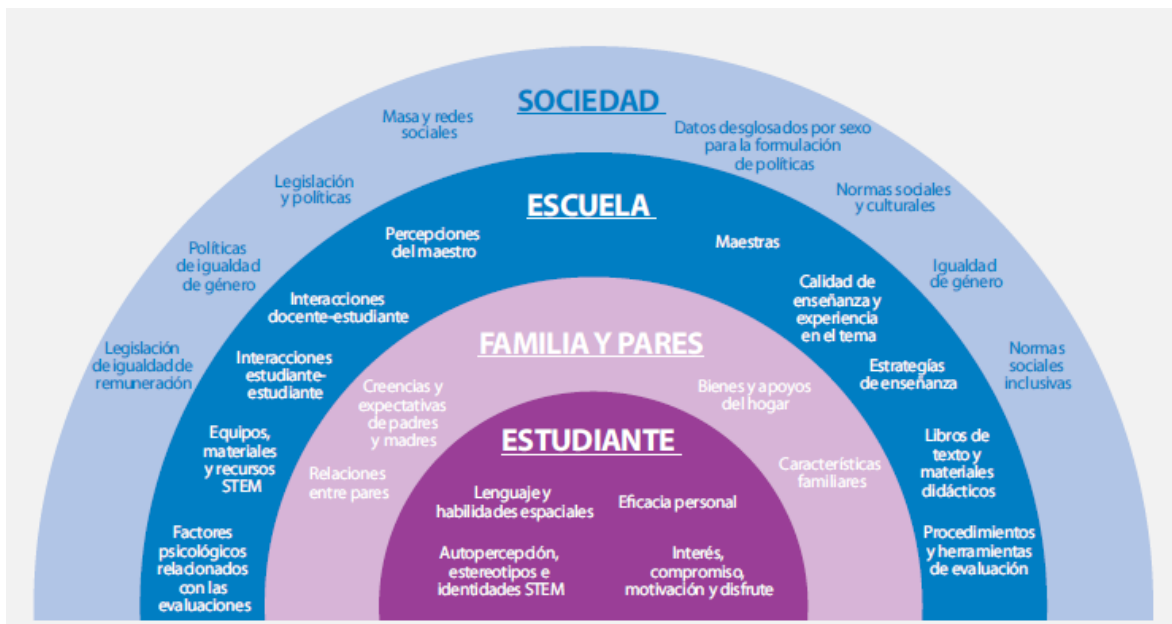 SOCIEDAD
Masa y redes
sociales
Datos desglosados por sexo
para la formulación
de políticas
Legislación
y políticas
Normas sociales
y culturales
Políticas
de igualdad
de género
Igualdad
de género
Legislación
de igualdad de
remuneración
Normas
sociales
inclusivas
ESCUELA
Percepciones
del maestro
Maestras
Interacciones
docente-estudiante
Calidad de
enseñanza y
experiencia
en el tema
Interacciones
estudiante-
estudiante
Estrategías
de enseñanza
Equipos,
materiales
y recursos
STEM
Libros de
texto y
materiales
didácticos
Factores
psicológicos
relacionados
con las
evaluaciones
Procedimientos
y herramientas
de evaluación
FAMILIA Y PARES
Creencias y
expectativas
de padres
y madres
Bienes y apoyos
del hogar
Relaciones
entre pares
Características
familiares
ESTUDIANTE
Lenguaje y
habilidades espaciales
Eficacia personal
Autopercepción,
estereotipos e
identidades STEM
Interés,
compromiso,
motivación y disfrute